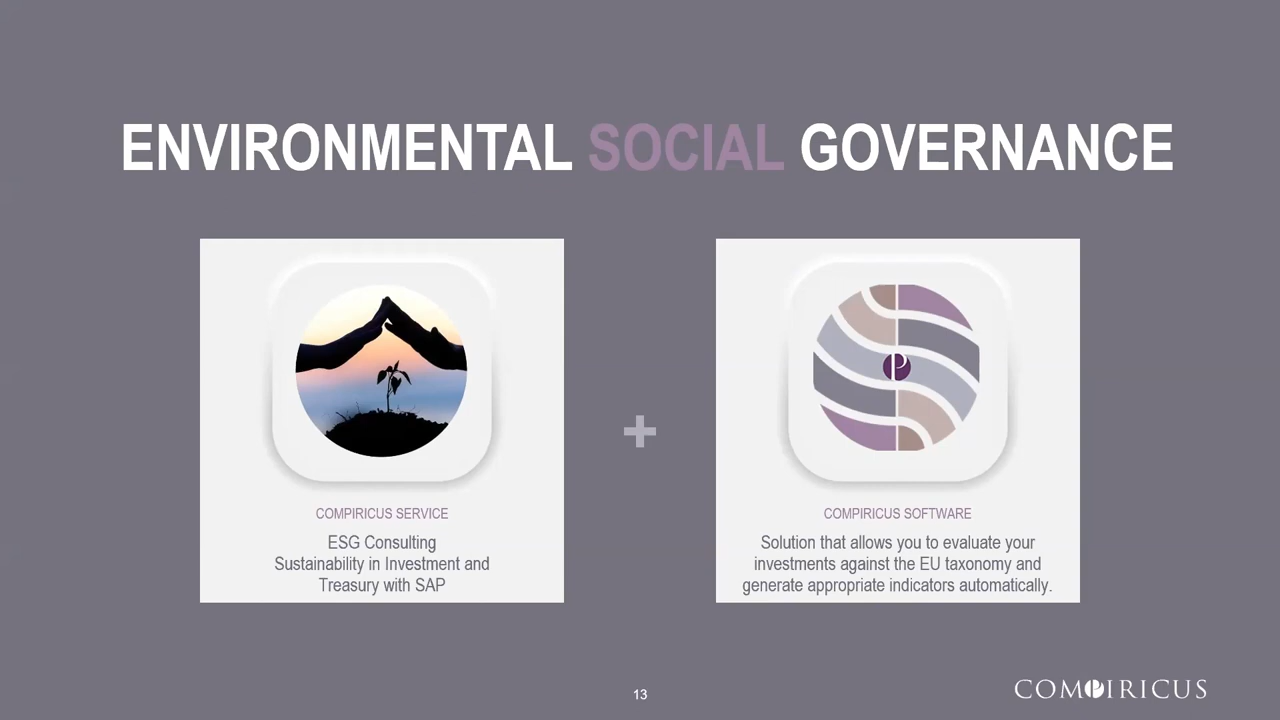 ENVIRONMENTAL SOCIAL GOVERNANCE
COMPIRICUS SERVICE
ESG Consulting
Sustainability in Investment and
Treasury with SAP
+
P
COMPIRICUS SOFTWARE
Solution that allows you to evaluate your
investments against the EU taxonomy and
generate appropriate indicators automatically.
13
COMPIRICUS